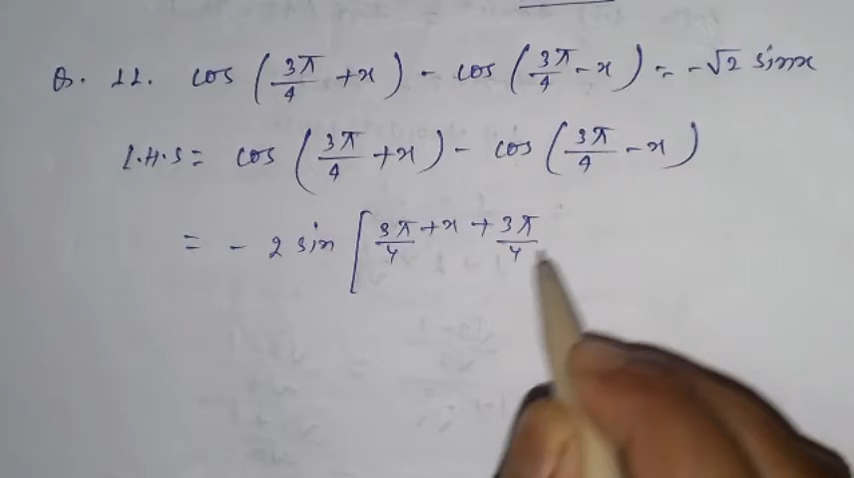 Q. 11. cos (3π/4 + x) - cos (3π/4 - x) = -√2 sinx
L.H.S = cos (3π/4 + x) - cos (3π/4 - x)
= - 2 sin [3π/4 + x + 3π/4